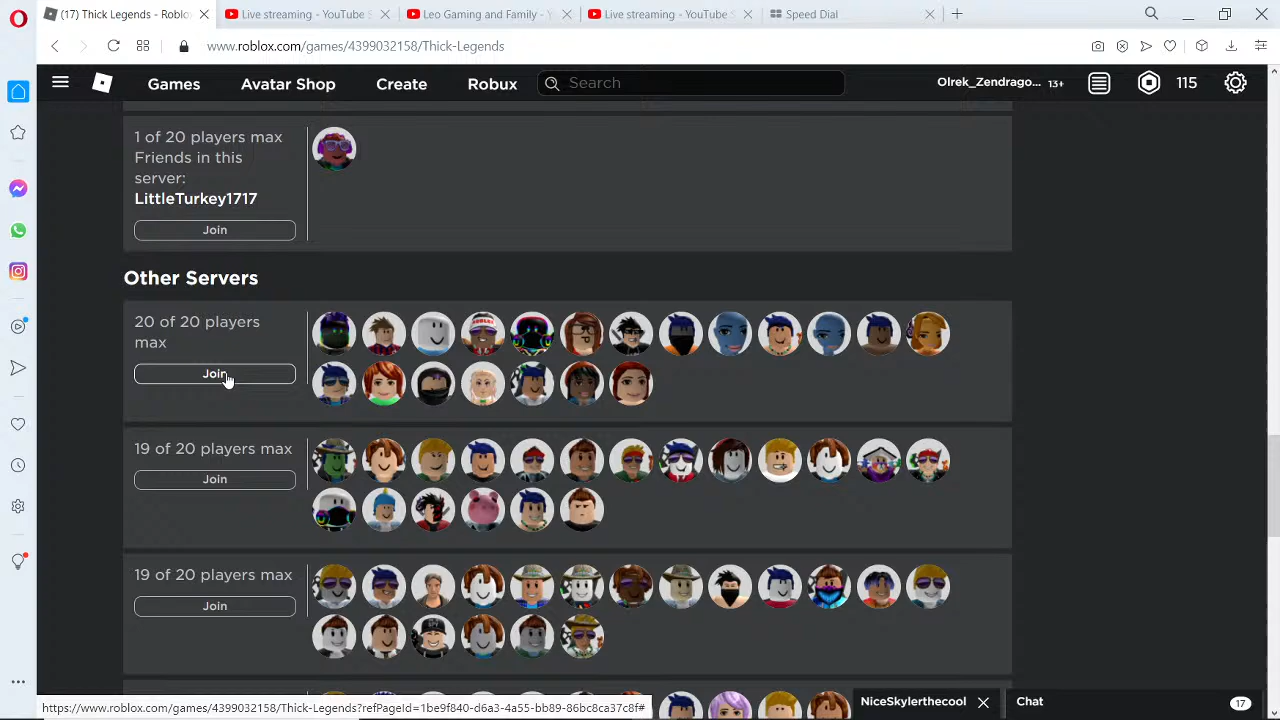 (17) Thick Legends - Roblo
Live streaming - YouTube S
Leo Gaming and Family - Y
Live streaming - YouTube S
Speed Dial
www.roblox.com/games/4399032158/Thick-Legends
Games
Avatar Shop
Create
Robux
Search
Olrek_Zendrago... 13+
115
1 of 20 players max
Friends in this
server:
LittleTurkey1717
Join
Other Servers
20 of 20 players
max
Join
19 of 20 players max
Join
19 of 20 players max
Join
https://www.roblox.com/games/4399032158/Thick-Legends?refPageId=1be9f840-d6a3-4a55-bb89-86bc8ca37c8f#
NiceSkylerthecool
Chat
17